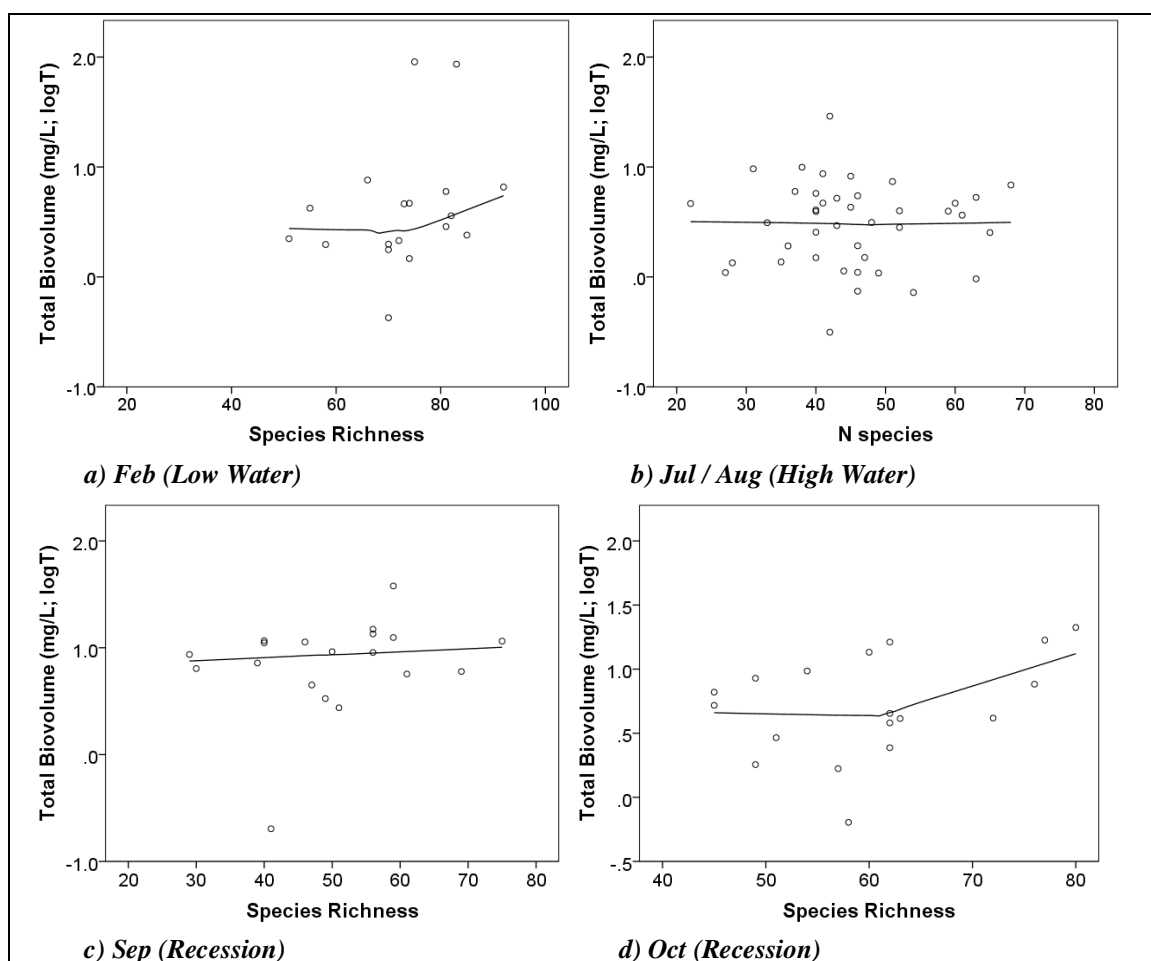 Total Biovolume (mg/L; logT)
2.0
1.0
.0
-1.0
20 40 60 80 100
Species Richness
a) Feb (Low Water)
Total Biovolume (mg/L; logT)
2.0
1.0
.0
-1.0
20 30 40 50 60 70 80
N species
b) Jul / Aug (High Water)
Total Biovolume (mg/L; logT)
2.0
1.0
.0
-1.0
20 30 40 50 60 70 80
Species Richness
c) Sep (Recession)
Total Biovolume (mg/L; logT)
2.0
1.5
1.0
.5
.0
-.5
40 50 60 70 80
Species Richness
d) Oct (Recession)